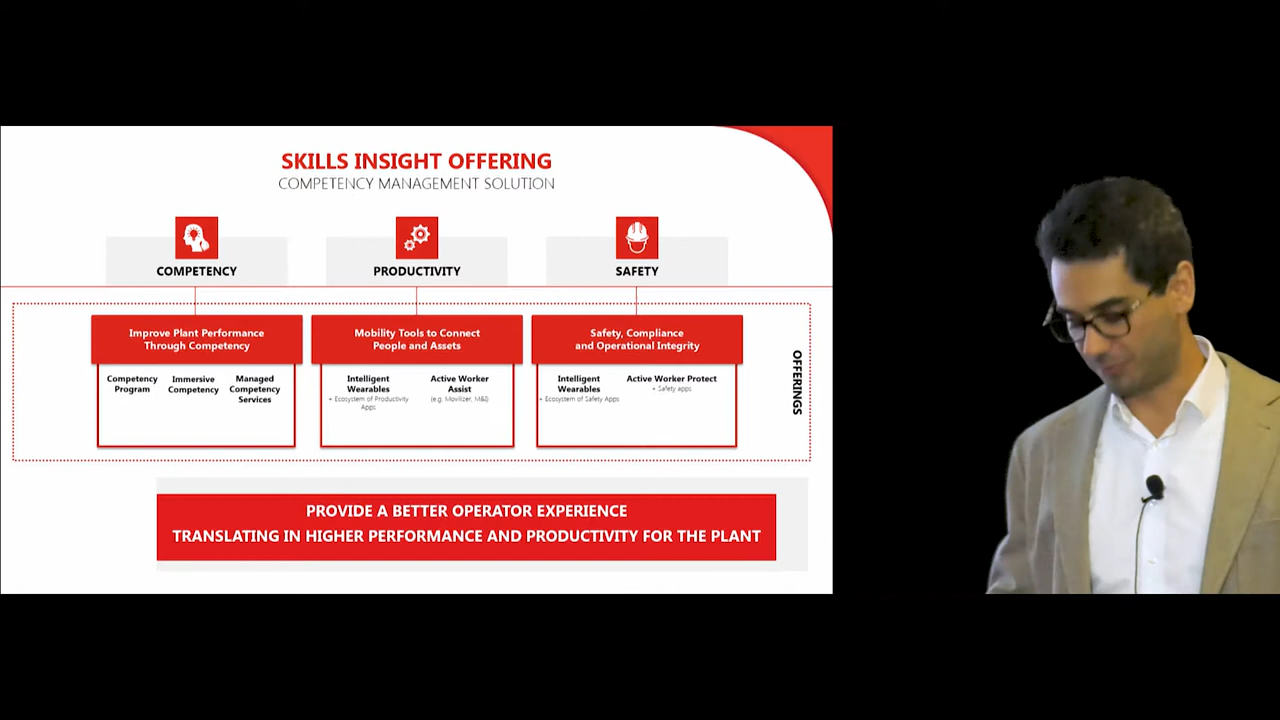 SKILLS INSIGHT OFFERING
COMPETENCY MANAGEMENT SOLUTION
COMPETENCY
PRODUCTIVITY
SAFETY
Improve Plant Performance
Through Competency
Mobility Tools to Connect
People and Assets
Safety, Compliance
and Operational Integrity
Competency
Program
Immersive
Competency
Managed
Competency
Services
Intelligent
Wearables
+ Ecosystem of Productivity
Apps
Active Worker
Assist
(e.g. Movilizer, M&I)
Intelligent
Wearables
+ Ecosystem of Safety Apps
Active Worker Protect
+ Safety apps
OFFERINGS
PROVIDE A BETTER OPERATOR EXPERIENCE
TRANSLATING IN HIGHER PERFORMANCE AND PRODUCTIVITY FOR THE PLANT